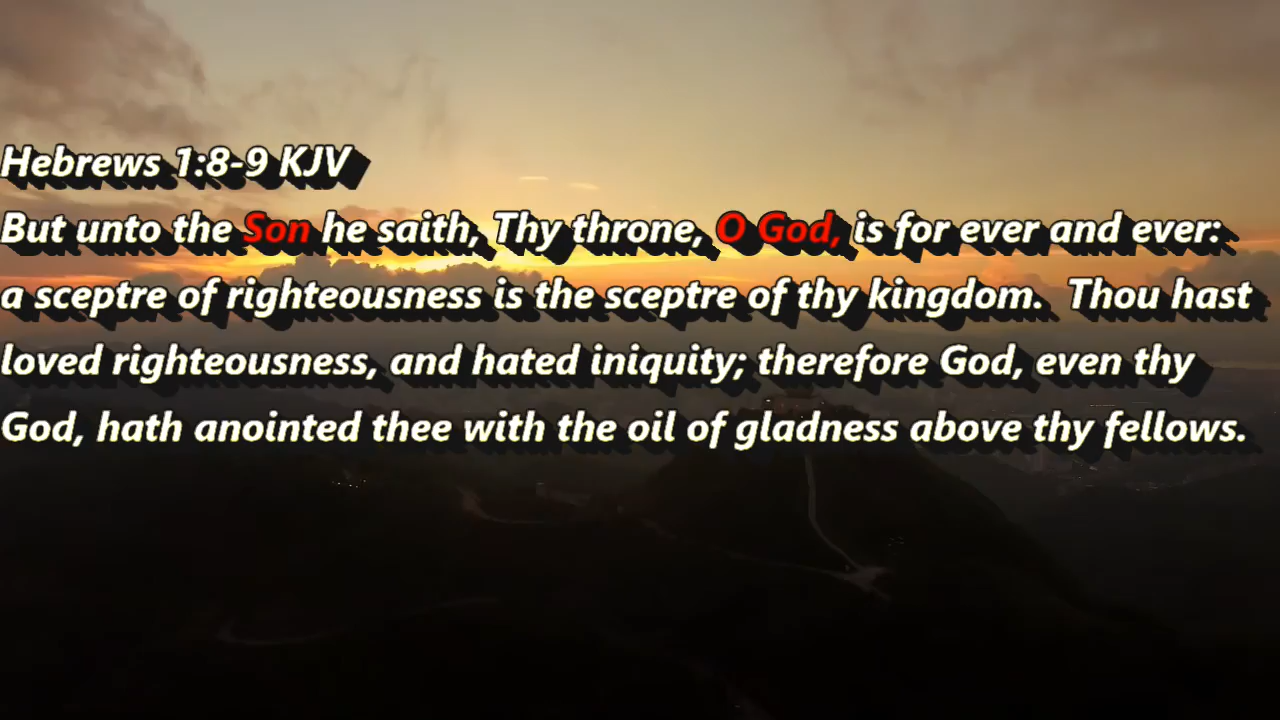 Hebrews 1:8-9 KJV
But unto the Son he saith, Thy throne, O God, is for ever and ever:
a sceptre of righteousness is the sceptre of thy kingdom.  Thou hast
loved righteousness, and hated iniquity; therefore God, even thy
God, hath anointed thee with the oil of gladness above thy fellows.